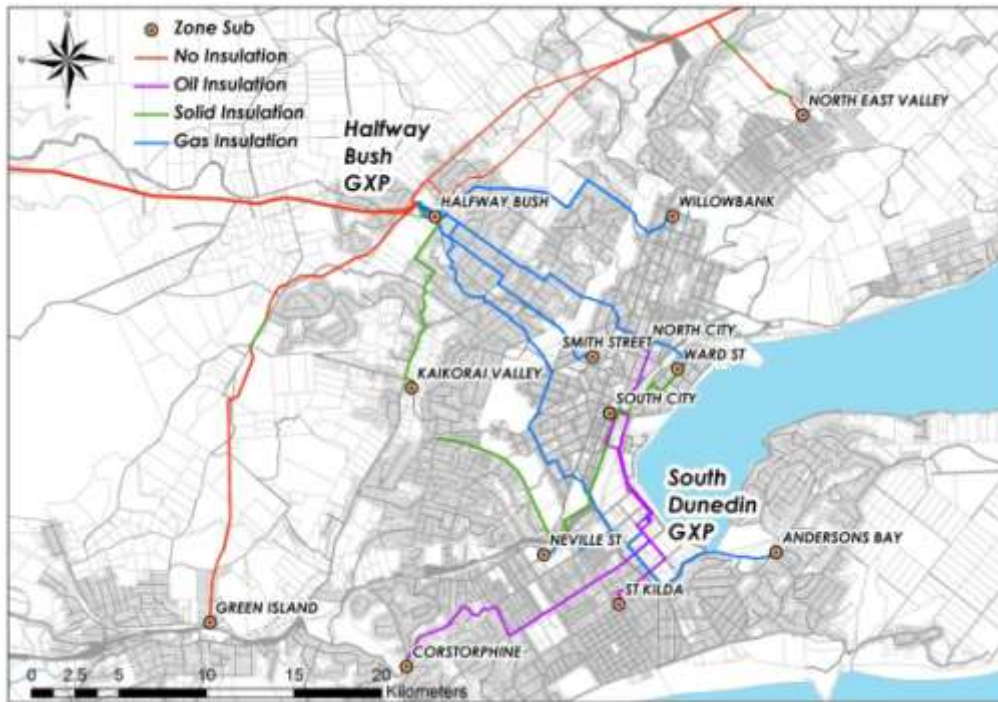 N
W
E
S
Zone Sub
No Insulation
Oil Insulation
Solid Insulation
Gas Insulation
NORTH EAST VALLEY
Halfway
Bush
GXP
HALFWAY BUSH
WILLOWBANK
NORTH CITY
SMITH STREET
WARD ST
KAIKORAI VALLEY
SOUTH CITY
South
Dunedin
GXP
NEVILLE ST
ANDERSONS BAY
ST KILDA
GREEN ISLAND
CORSTORPHINE
0 2.5 5 10 20
Kilometers